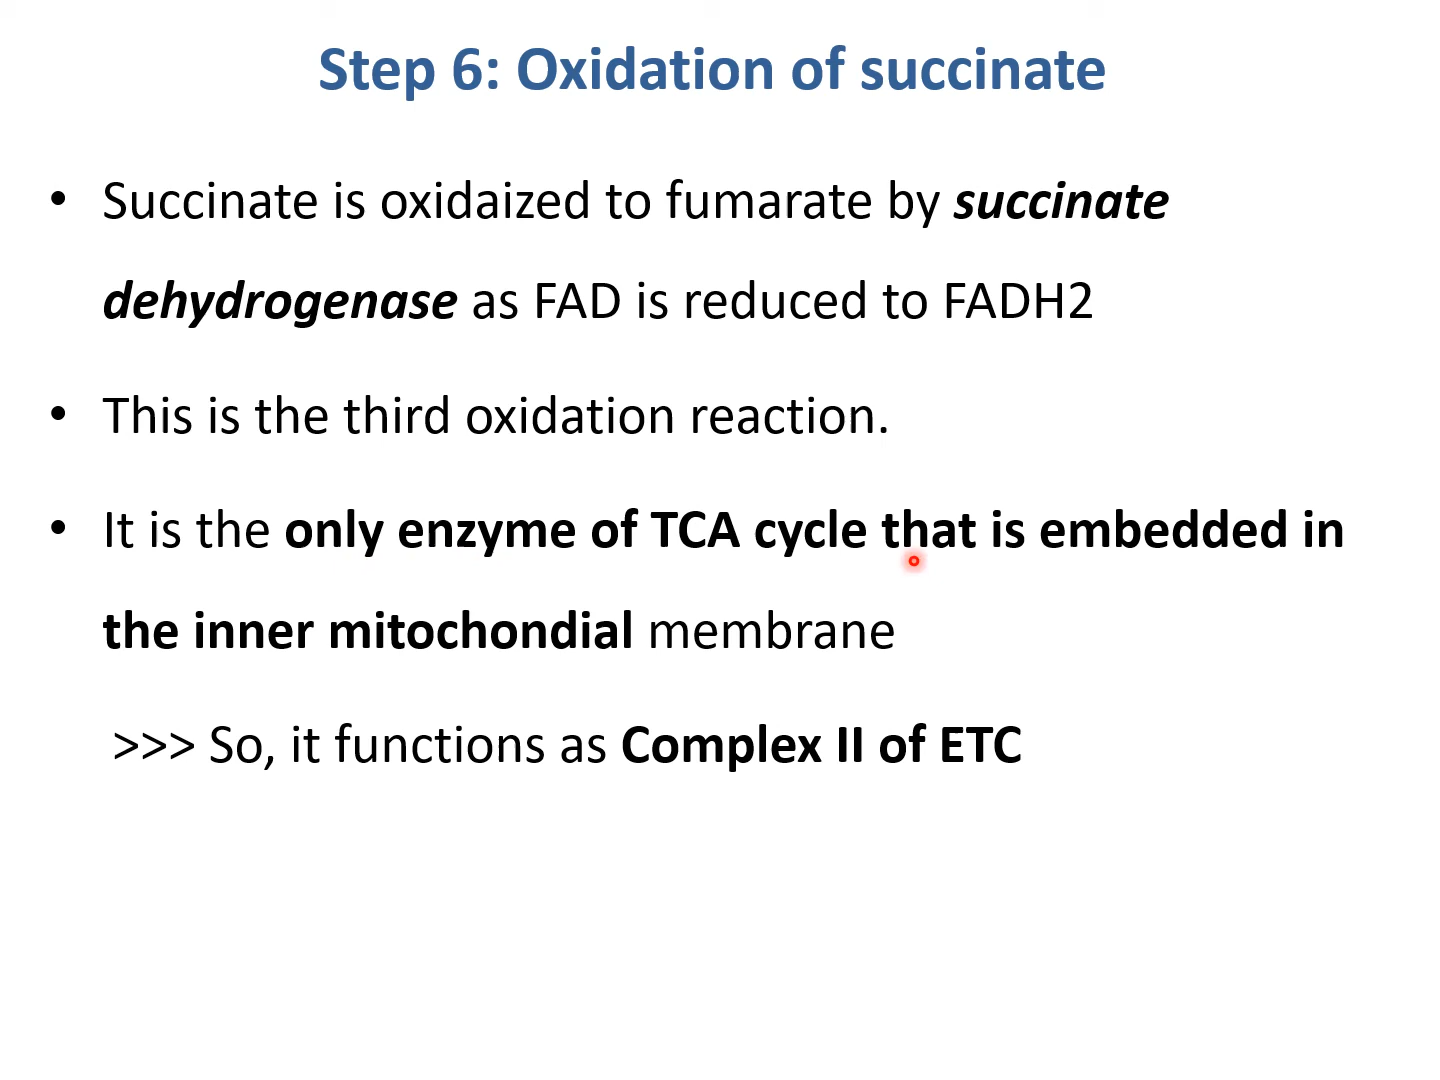 Step 6: Oxidation of succinate
• Succinate is oxidaized to fumarate by succinate
dehydrogenase as FAD is reduced to FADH2
• This is the third oxidation reaction.
• It is the only enzyme of TCA cycle that is embedded in
the inner mitochondial membrane
>>> So, it functions as Complex II of ETC